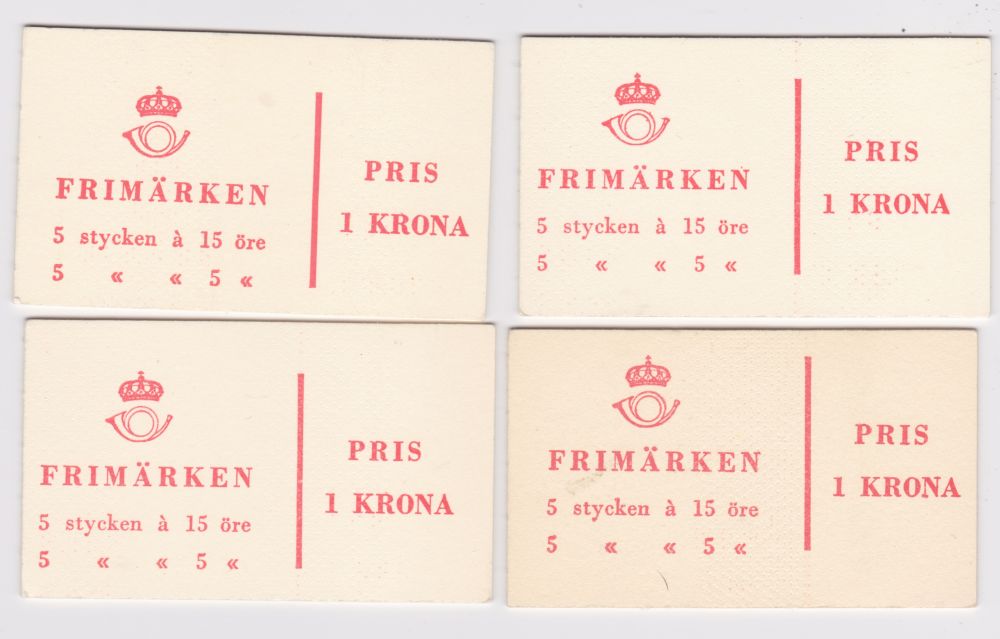 FRIMÄRKEN
5 stycken à 15 öre
5 « « 5 «
PRIS
1 KRONA
FRIMÄRKEN
5 stycken à 15 öre
5 « « 5 «
PRIS
1 KRONA
FRIMÄRKEN
5 stycken à 15 öre
5 « « 5 «
PRIS
1 KRONA
FRIMÄRKEN
5 stycken à 15 öre
5 « « 5 «
PRIS
1 KRONA